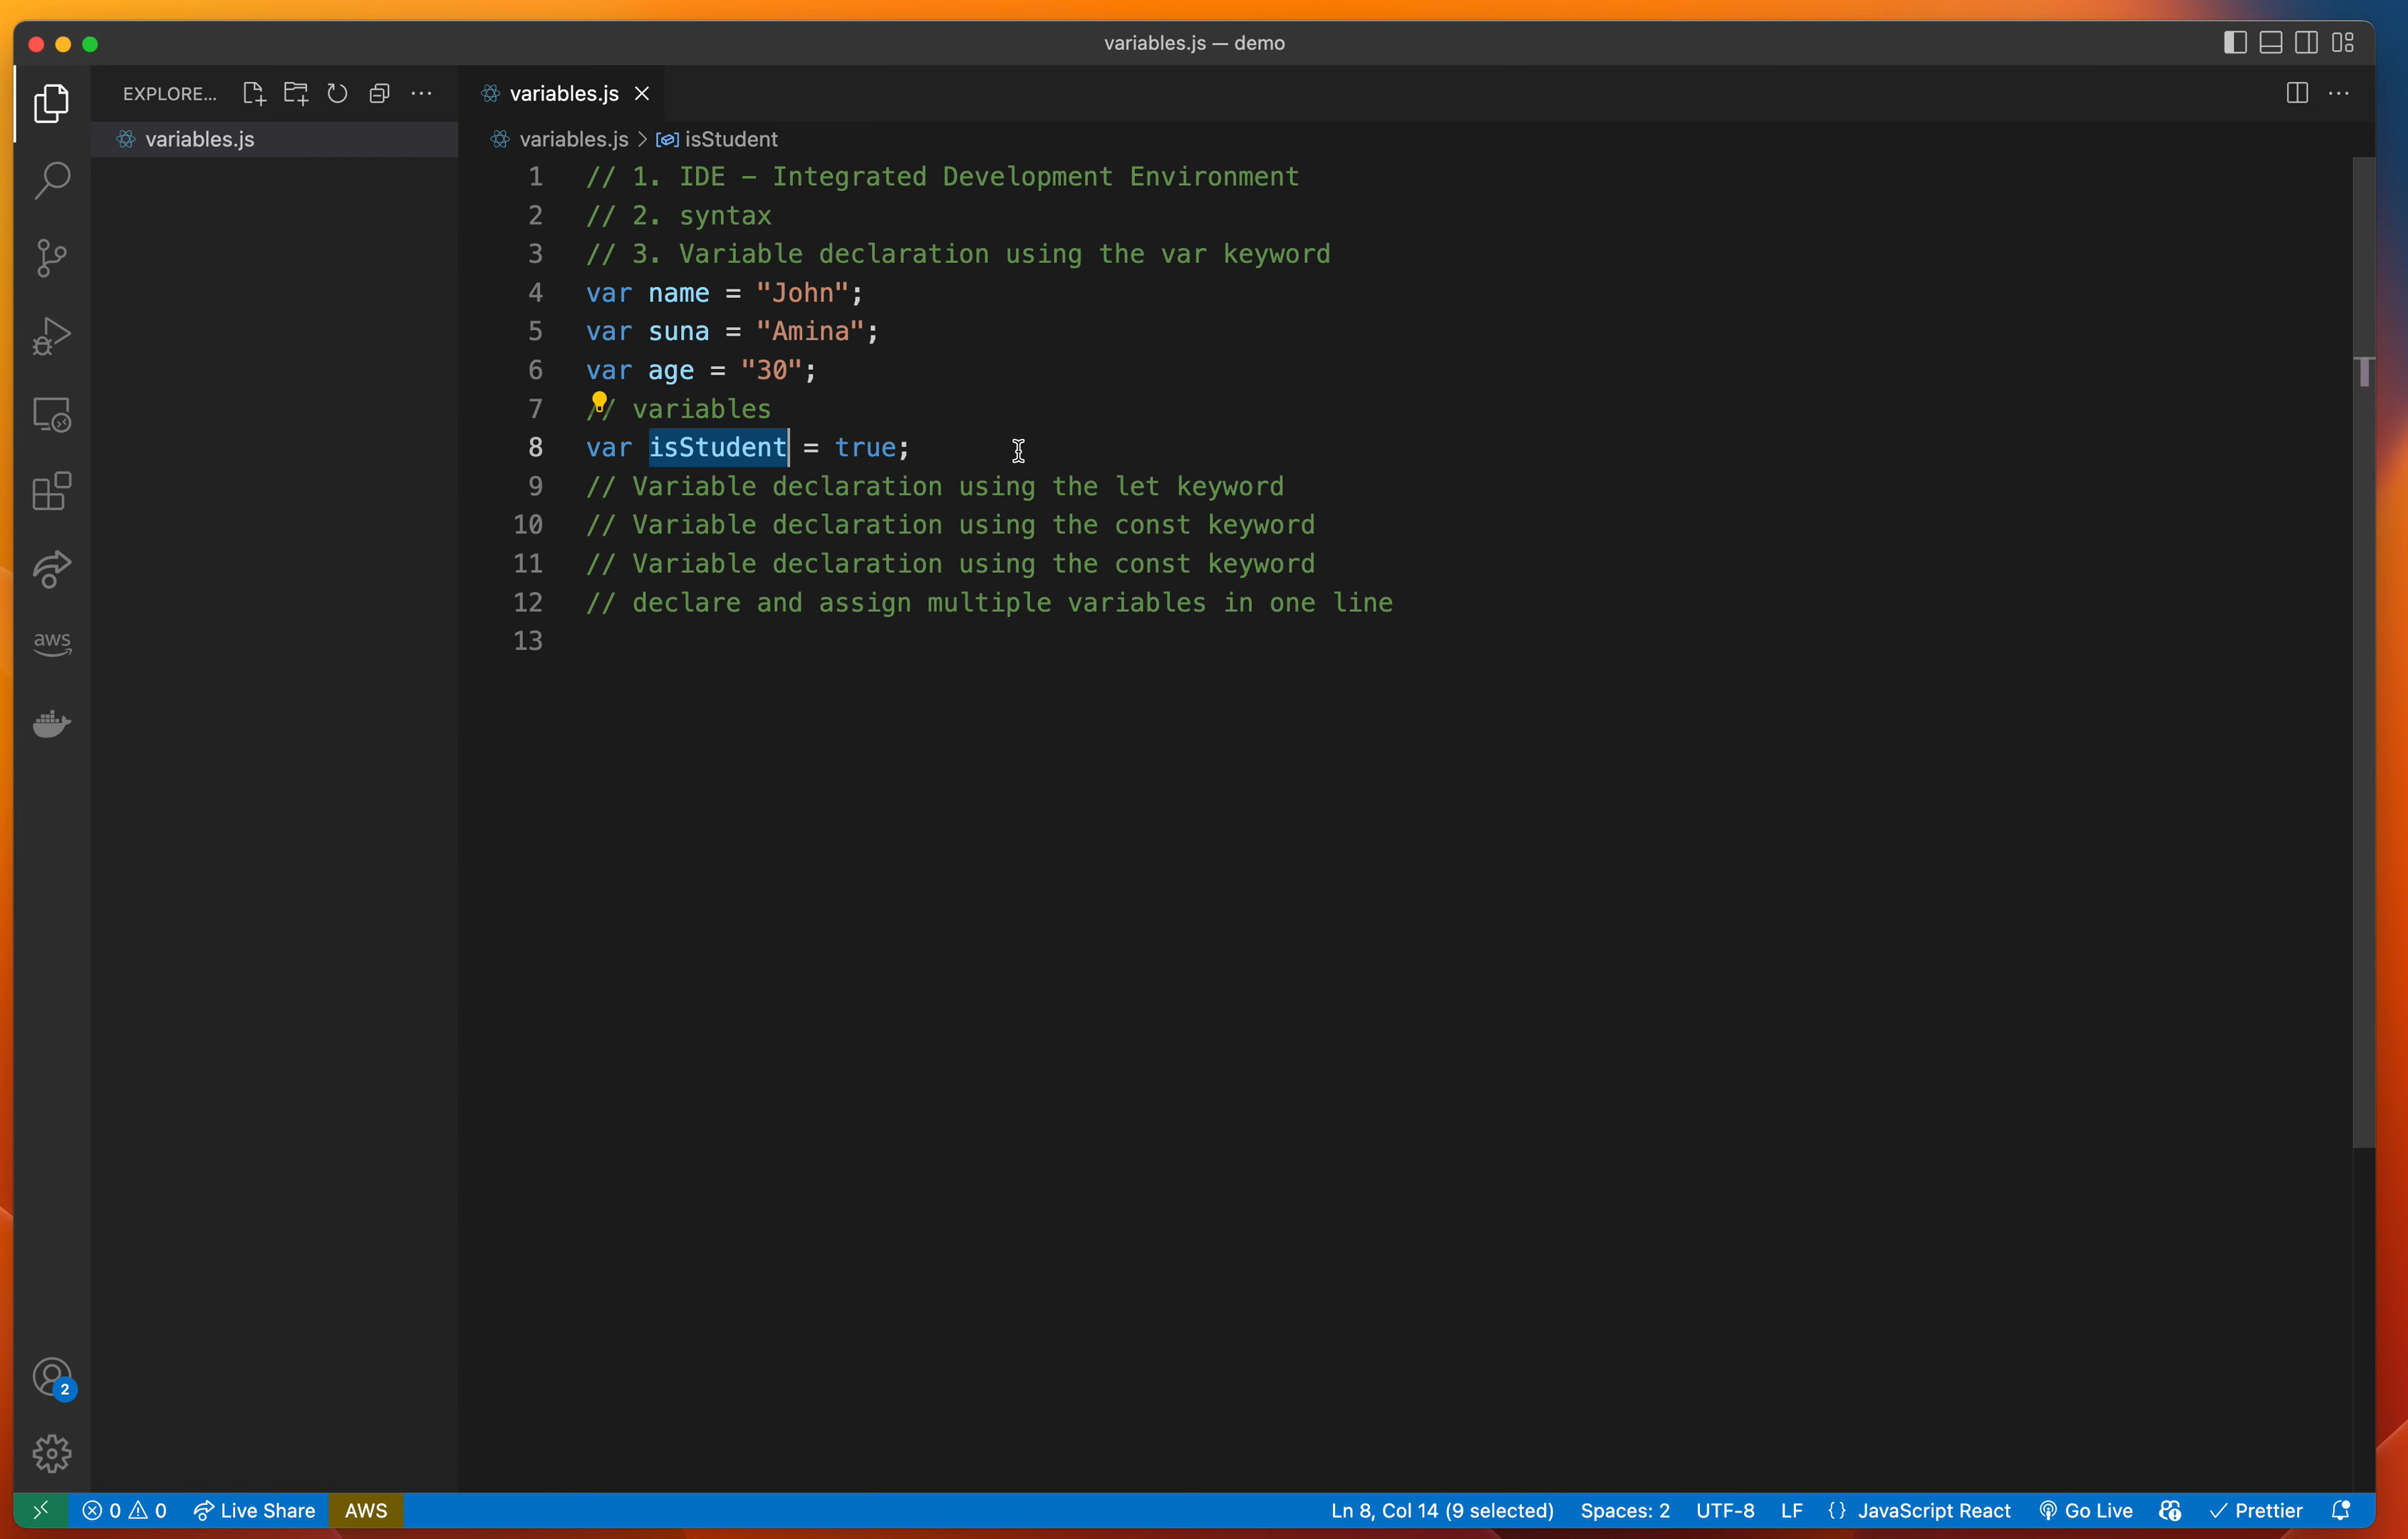 variables.js — demo
EXPLORE...
variables.js
variables.js
variables.js > isStudent
1 // 1. IDE – Integrated Development Environment
2 // 2. syntax
3 // 3. Variable declaration using the var keyword
4 var name = "John";
5 var suna = "Amina";
6 var age = "30";
7 // variables
8 var isStudent = true;
9 // Variable declaration using the let keyword
10 // Variable declaration using the const keyword
11 // Variable declaration using the const keyword
12 // declare and assign multiple variables in one line
13
aws
2
0 0 Live Share AWS Ln 8, Col 14 (9 selected) Spaces: 2 UTF-8 LF {} JavaScript React Go Live Prettier